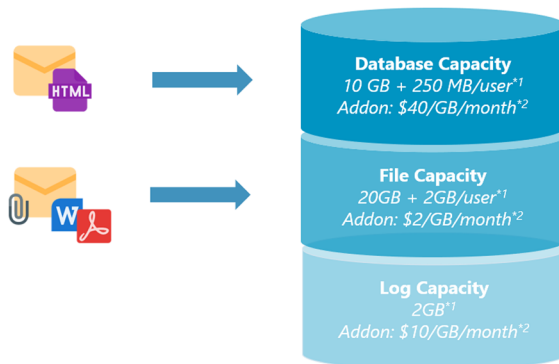 HTML
Database Capacity
10 GB + 250 MB/user*1
Addon: $40/GB/month*2
W
File Capacity
20GB + 2GB/user*1
Addon: $2/GB/month*2
Log Capacity
2GB*1
Addon: $10/GB/month*2